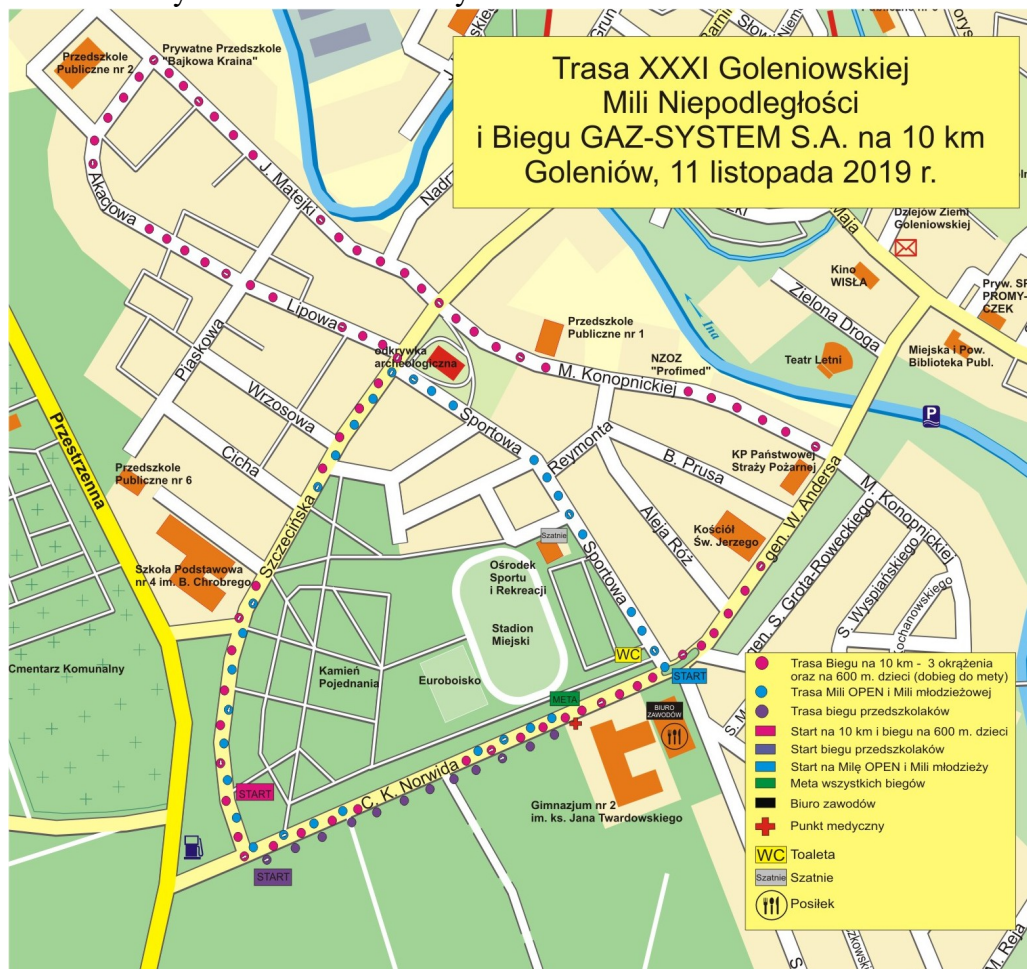 Trasa XXXI Goleniowskiej
Mili Niepodległości
i Biegu GAZ-SYSTEM S.A. na 10 km
Goleniów, 11 listopada 2019 r.
Przedszkole
Publiczne nr 2
Prywatne Przedszkole
"Bajkowa Kraina"
Akacjowa
J. Matejki
Lipowa
Piaskowa
Wrzosowa
Cicha
Przestrzenna
Przedszkole
Publiczne nr 6
Szkoła Podstawowa
nr 4 im. B. Chrobrego
Szczecińska
Cmentarz Komunalny
odkrywka
archeologiczna
Przedszkole
Publiczne nr 1
M. Konopnickiej
NZOZ
"Profimed"
Ina
Dziejów Ziemi
Goleniowskiej
Maja
Kino
WISŁA
Zielona Droga
Teatr Letni
Pryw. SP
PROMY-
CZEK
Miejska i Pow.
Biblioteka Publ.
P
KP Państwowej
Straży Pożarnej
Sportowa
Reymonta
B. Prusa
Aleja Róż
Kościół
Św. Jerzego
gen. W. Andersa
gen. S. Grota-Roweckiego
M. Konopnickiej
S. Wyspiańskiego
Szatnie
Ośrodek
Sportu
i Rekreacji
Sportowa
Stadion
Miejski
Euroboisko
Kamień
Pojednania
WC
START
META
BIURO
ZAWODÓW
C. K. Norwida
START
START
Gimnazjum nr 2
im. ks. Jana Twardowskiego
Trasa Biegu na 10 km - 3 okrążenia
oraz na 600 m. dzieci (dobieg do mety)
Trasa Mili OPEN i Mili młodzieżowej
Trasa biegu przedszkolaków
Start na 10 km i biegu na 600 m. dzieci
Start biegu przedszkolaków
Start na Milę OPEN i Mili młodzieży
Meta wszystkich biegów
Biuro zawodów
Punkt medyczny
WC Toaleta
Szatnie Szatnie
Posiłek
M. Reja